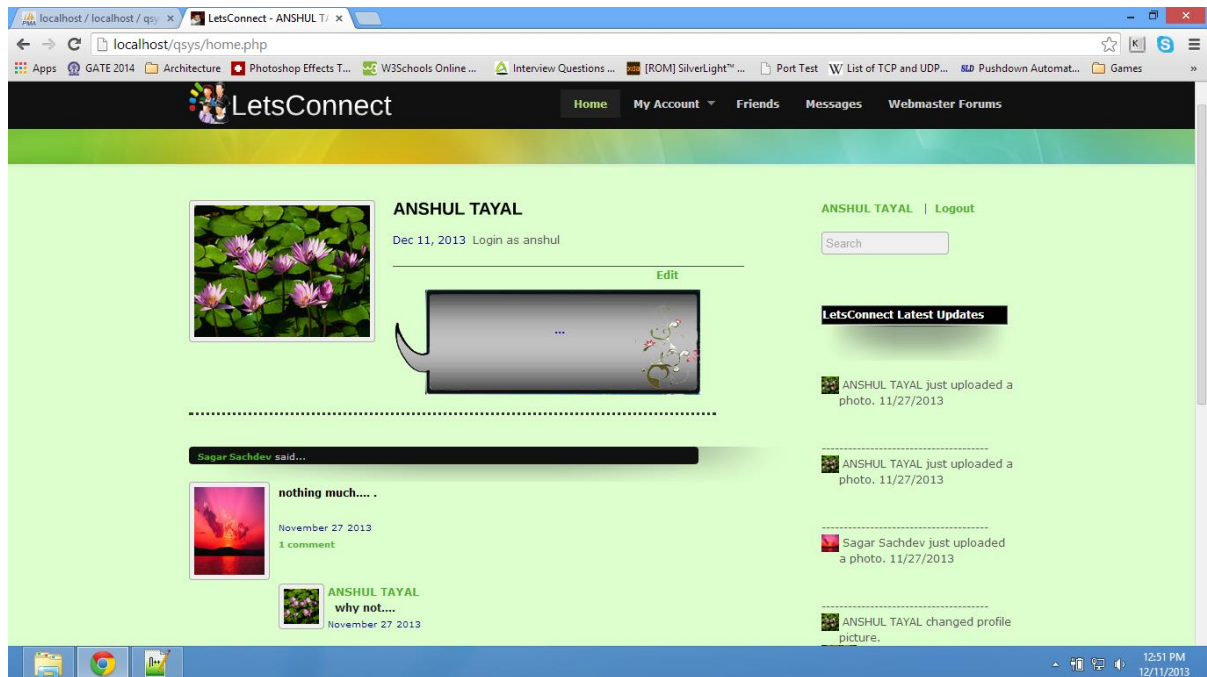 localhost / localhost / qsy
LetsConnect - ANSHUL TA
localhost/qsys/home.php
Apps GATE 2014 Architecture Photoshop Effects T... W3Schools Online ... Interview Questions ... [ROM] SilverLight™ ... Port Test List of TCP and UDP... Pushdown Automat... Games »
LetsConnect
Home My Account Friends Messages Webmaster Forums
ANSHUL TAYAL
Dec 11, 2013 Login as anshul
Edit
...
ANSHUL TAYAL | Logout
Search
LetsConnect Latest Updates
ANSHUL TAYAL just uploaded a
photo. 11/27/2013
--------------------------------------
ANSHUL TAYAL just uploaded a
photo. 11/27/2013
--------------------------------------
Sagar Sachdev just uploaded
a photo. 11/27/2013
--------------------------------------
ANSHUL TAYAL changed profile
picture.
Sagar Sachdev said...
nothing much.... .
November 27 2013
1 comment
ANSHUL TAYAL
why not....
November 27 2013
12:51 PM
12/11/2013